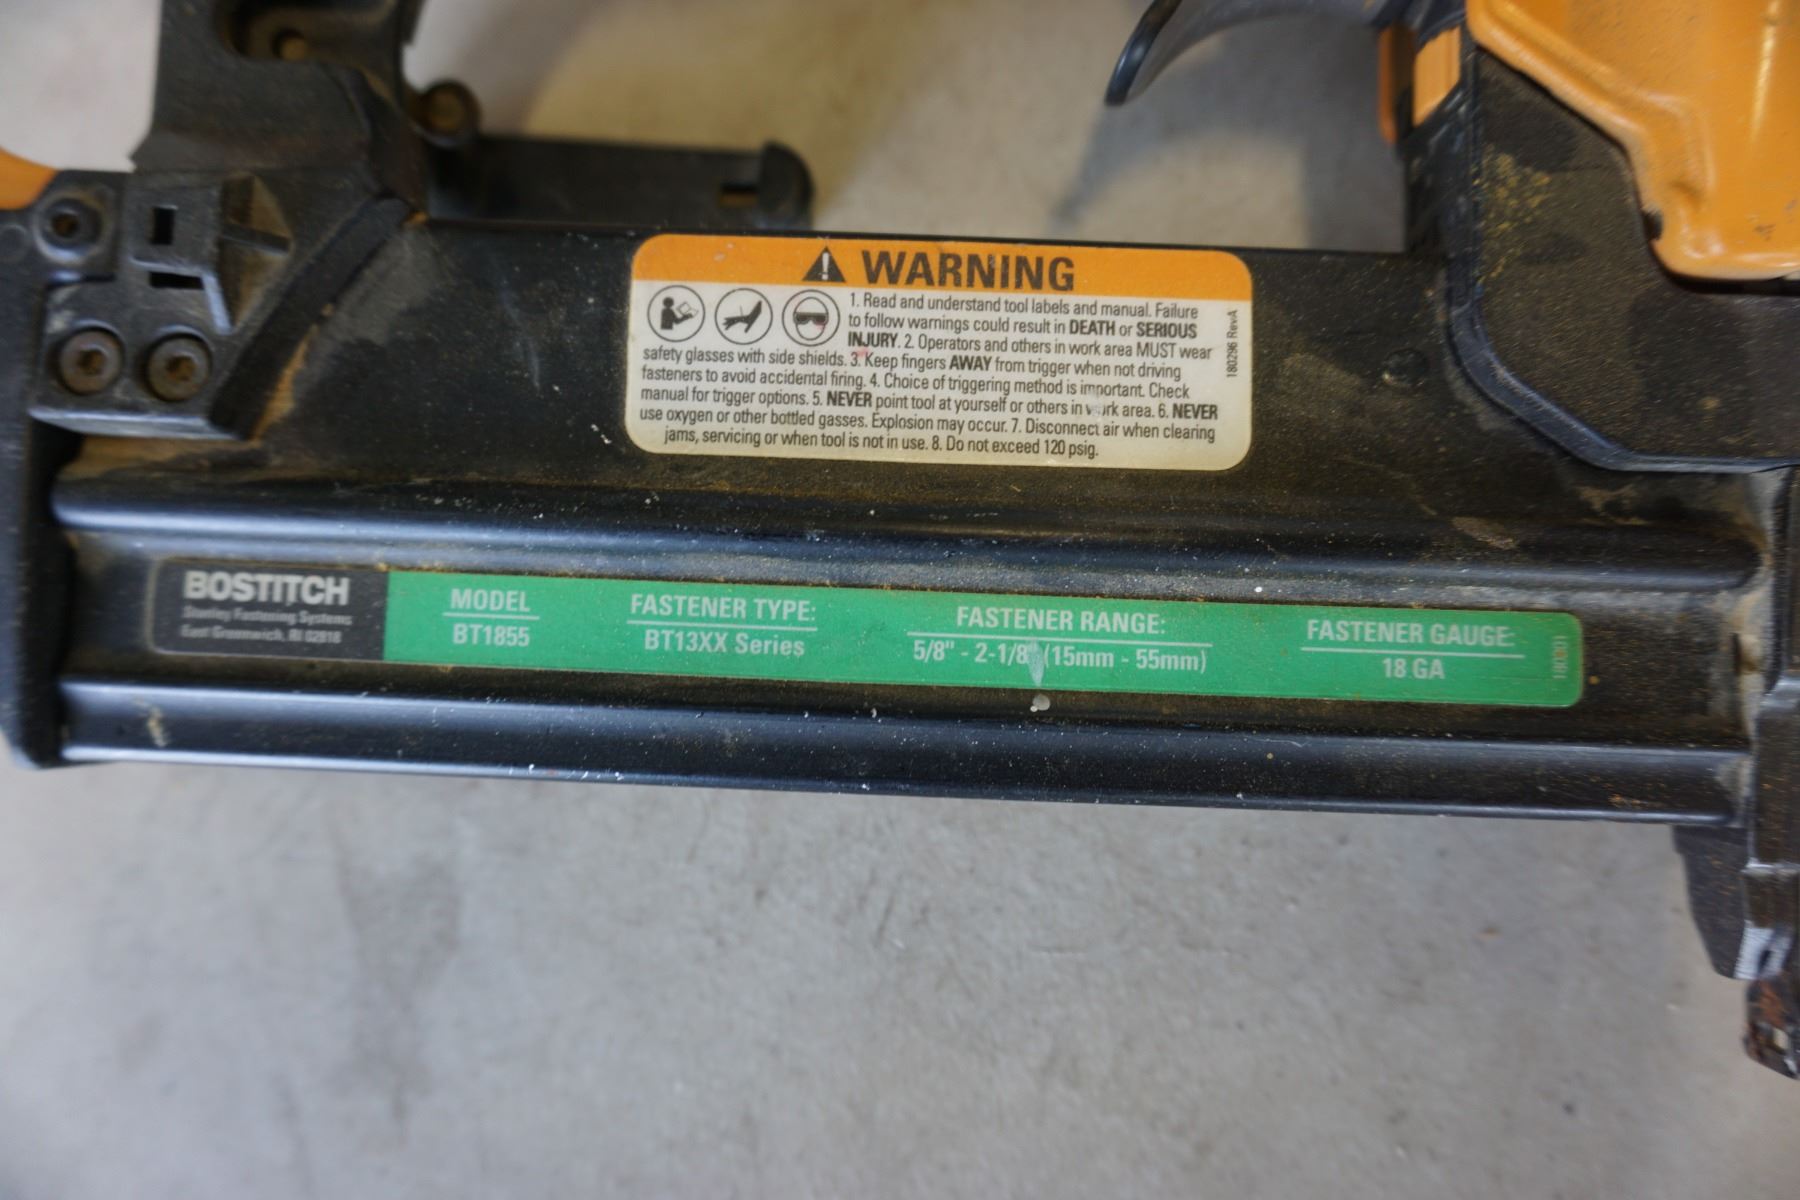 WARNING
1. Read and understand tool labels and manual. Failure
to follow warnings could result in DEATH or SERIOUS
INJURY. 2. Operators and others in work area MUST wear
safety glasses with side shields. 3. Keep fingers AWAY from trigger when not driving
fasteners to avoid accidental firing. 4. Choice of triggering method is important. Check
manual for trigger options. 5. NEVER point tool at yourself or others in work area. 6. NEVER
use oxygen or other bottled gasses. Explosion may occur. 7. Disconnect air when clearing
jams, servicing or when tool is not in use. 8. Do not exceed 120 psig.
180296 RevA
BOSTITCH
Stanley Fastening Systems
East Greenwich, RI 02818
MODEL
BT1855
FASTENER TYPE:
BT13XX Series
FASTENER RANGE:
5/8" - 2-1/8" (15mm - 55mm)
FASTENER GAUGE:
18 GA